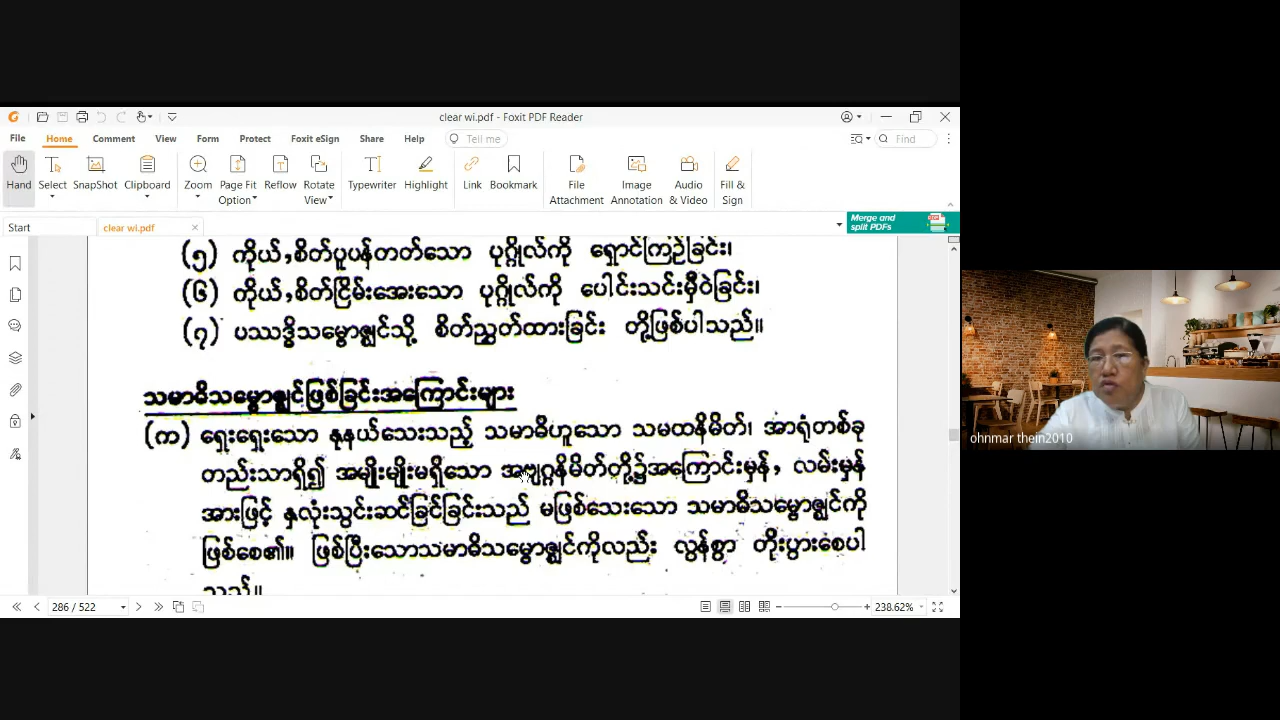 clear wi.pdf - Foxit PDF Reader
File Home Comment View Form Protect Foxit eSign Share Help Tell me Find
Hand Select SnapShot Clipboard Zoom Page Fit Option Reflow Rotate View Typewriter Highlight Link Bookmark File Attachment Image Annotation Audio & Video Fill & Sign
Start clear wi.pdf Merge and split PDFs
(၅) ကိုယ်,စိတ်ပူပန်တတ်သော ပုဂ္ဂိုလ်ကို ရှောင်ကြဉ်ခြင်း၊
(၆) ကိုယ်,စိတ်ငြိမ်းအေးသော ပုဂ္ဂိုလ်ကို ပေါင်းသင်းမှီဝဲခြင်း၊
(၇) ပဿဒ္ဓိသမ္ဗောဇ္ဈင်သို့ စိတ်ညွှတ်ထားခြင်း တို့ဖြစ်ပါသည်။
သမာဓိသမ္ဗောဇ္ဈင်ဖြစ်ခြင်းအကြောင်းများ
(က) ရှေးရှေးသော နုနယ်သေးသည့် သမာဓိဟူသော သမထနိမိတ်၊ အာရုံတစ်ခု
တည်းသာရှိ၍ အမျိုးမျိုးမရှိသော အဗျဂ္ဂနိမိတ်တို့၌အကြောင်းမှန်, လမ်းမှန်
အားဖြင့် နှလုံးသွင်းဆင်ခြင်ခြင်းသည် မဖြစ်သေးသော သမာဓိသမ္ဗောဇ္ဈင်ကို
ဖြစ်စေ၏။ ဖြစ်ပြီးသောသမာဓိသမ္ဗောဇ္ဈင်ကိုလည်း လွန်စွာ တိုးပွားစေပါ
သည်။
ohnmar thein2010
286 / 522 238.62%